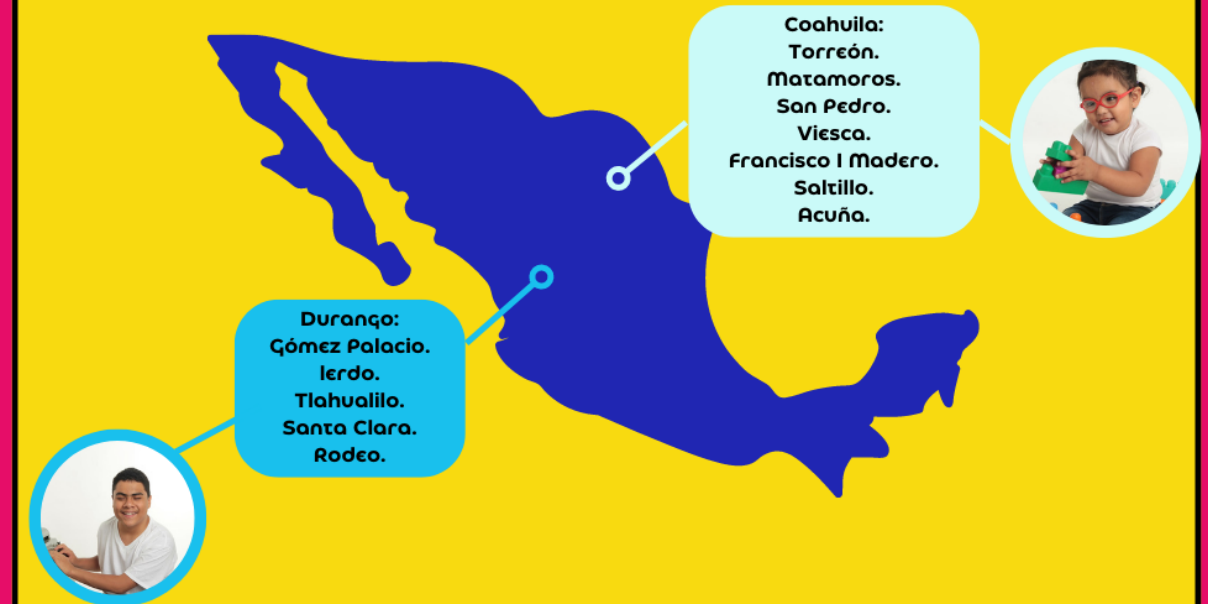 Coahuila:
Torreón.
Matamoros.
San Pedro.
Viesca.
Francisco I Madero.
Saltillo.
Acuña.
Durango:
Gómez Palacio.
lerdo.
Tlahualilo.
Santa Clara.
Rodeo.